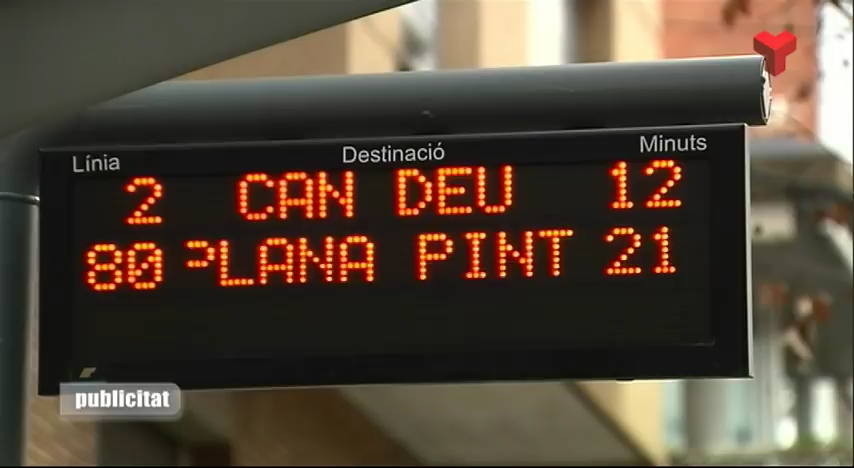 Línia Destinació Minuts
2 CAN DEU 12
80 PLANA PINT 21
publicitat